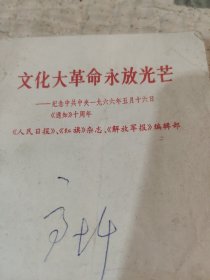 文化大革命永放光芒
——纪念中共中央一九六六年五月十六日
《通知》十周年
《人民日报》、《红旗》杂志、《解放军报》编辑部